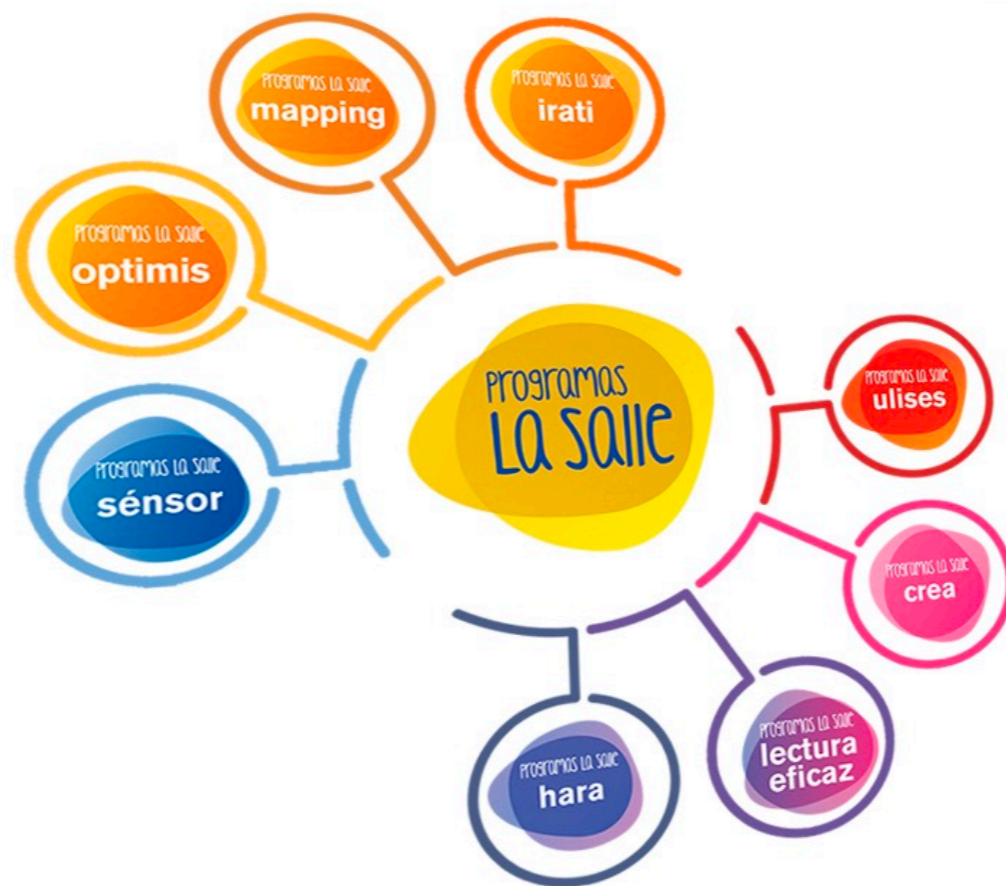 Programas La Salle
mapping
Programas La Salle
irati
Programas La Salle
optimis
Programas La Salle
sénsor
Programas
La Salle
Programas La Salle
ulises
Programas La Salle
crea
Programas La Salle
lectura
eficaz
Programas La Salle
hara